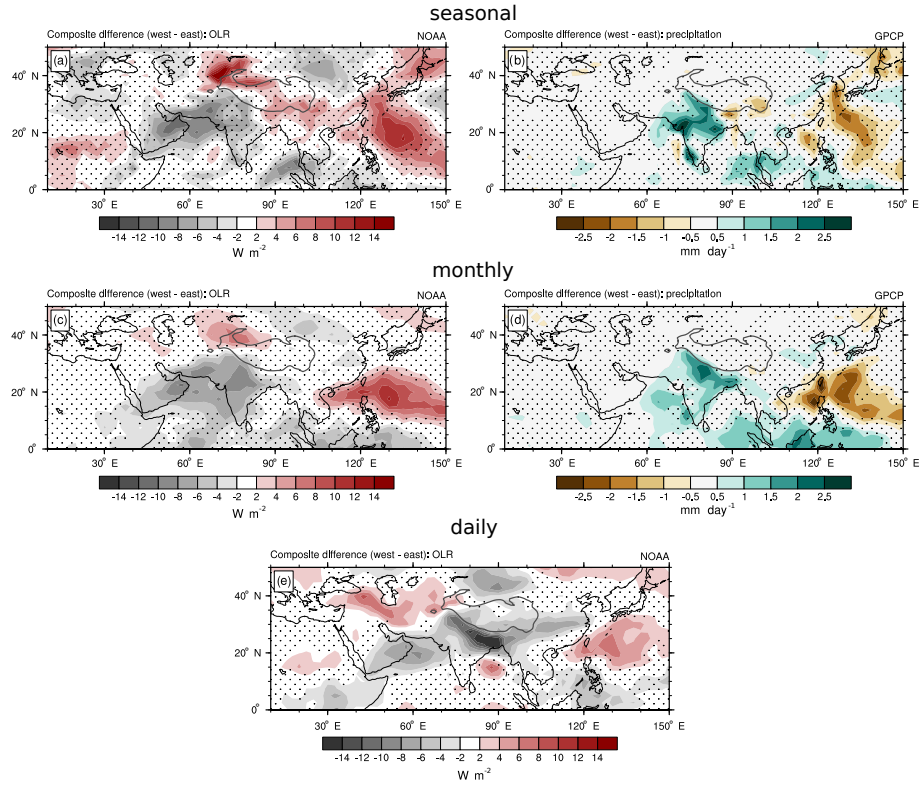 seasonal
Composite difference (west - east): OLR NOAA
(a)
40° N
20° N
0°
30° E 60° E 90° E 120° E 150° E
-14 -12 -10 -8 -6 -4 -2 2 4 6 8 10 12 14
W m-2
Composite difference (west - east): precipitation GPCP
(b)
40° N
20° N
0°
30° E 60° E 90° E 120° E 150° E
-2.5 -2 -1.5 -1 -0.5 0.5 1 1.5 2 2.5
mm day-1
monthly
Composite difference (west - east): OLR NOAA
(c)
40° N
20° N
0°
30° E 60° E 90° E 120° E 150° E
-14 -12 -10 -8 -6 -4 -2 2 4 6 8 10 12 14
W m-2
Composite difference (west - east): precipitation GPCP
(d)
40° N
20° N
0°
30° E 60° E 90° E 120° E 150° E
-2.5 -2 -1.5 -1 -0.5 0.5 1 1.5 2 2.5
mm day-1
daily
Composite difference (west - east): OLR NOAA
(e)
40° N
20° N
0°
30° E 60° E 90° E 120° E 150° E
-14 -12 -10 -8 -6 -4 -2 2 4 6 8 10 12 14
W m-2